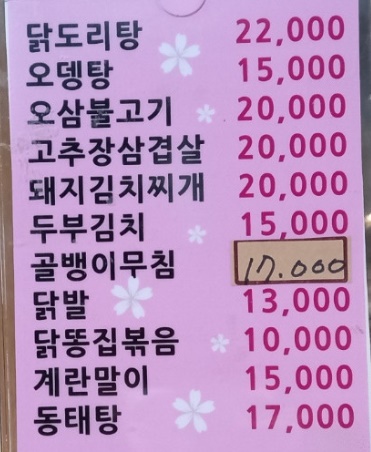 닭도리탕 22,000
오뎅탕 15,000
오삼불고기 20,000
고추장삼겹살 20,000
돼지김치찌개 20,000
두부김치 15,000
골뱅이무침 17.000
닭발 13,000
닭똥집볶음 10,000
계란말이 15,000
동태탕 17,000